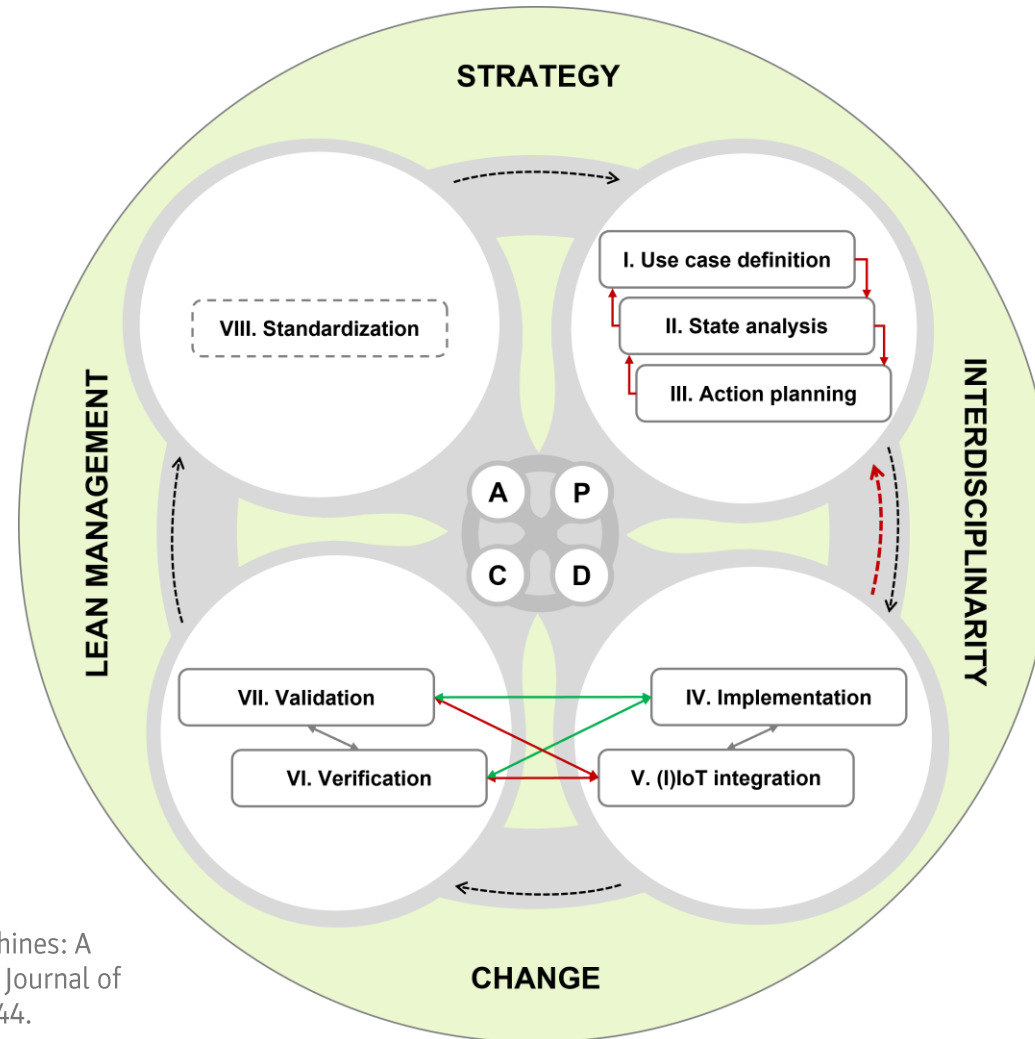 STRATEGY
I. Use case definition
VIII. Standardization
II. State analysis
III. Action planning
LEAN MANAGEMENT
INTERDISCIPLINARITY
A
P
C
D
VII. Validation
IV. Implementation
VI. Verification
V. (I)IoT integration
CHANGE
hines: A
Journal of
44.